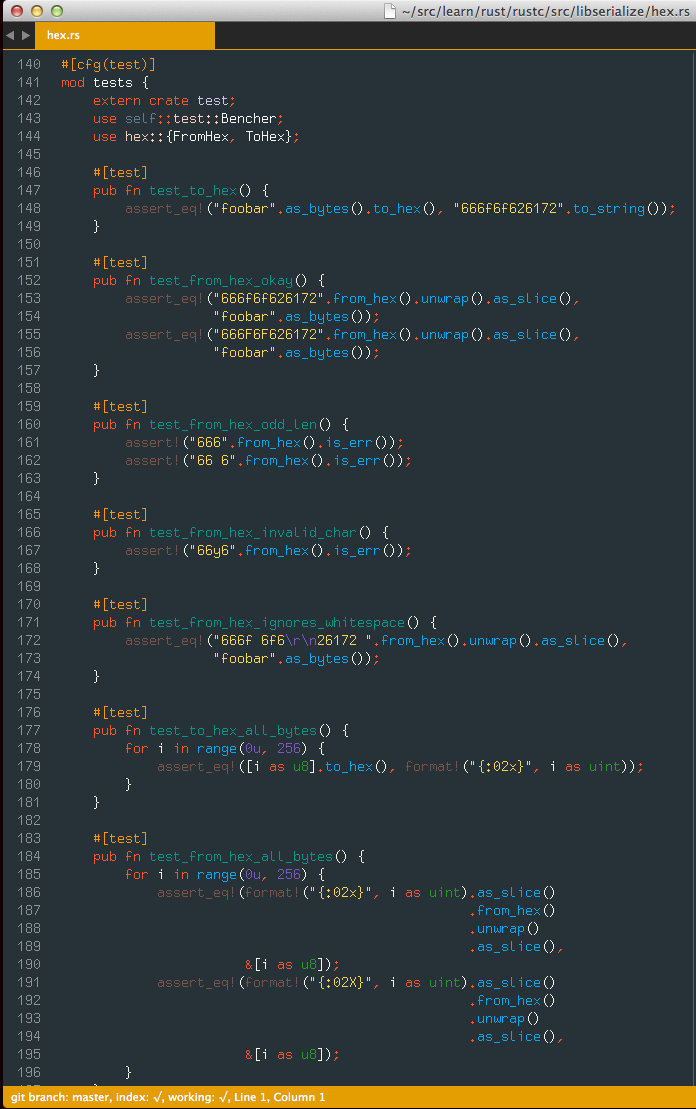 ~/src/learn/rust/rustc/src/libserialize/hex.rs
hex.rs
140 #[cfg(test)]
141 mod tests {
142     extern crate test;
143     use self::test::Bencher;
144     use hex::{FromHex, ToHex};
145
146     #[test]
147     pub fn test_to_hex() {
148         assert_eq!("foobar".as_bytes().to_hex(), "666f6f626172".to_string());
149     }
150
151     #[test]
152     pub fn test_from_hex_okay() {
153         assert_eq!("666f6f626172".from_hex().unwrap().as_slice(),
154                    "foobar".as_bytes());
155         assert_eq!("666F6F626172".from_hex().unwrap().as_slice(),
156                    "foobar".as_bytes());
157     }
158
159     #[test]
160     pub fn test_from_hex_odd_len() {
161         assert!("666".from_hex().is_err());
162         assert!("66 6".from_hex().is_err());
163     }
164
165     #[test]
166     pub fn test_from_hex_invalid_char() {
167         assert!("66y6".from_hex().is_err());
168     }
169
170     #[test]
171     pub fn test_from_hex_ignores_whitespace() {
172         assert_eq!("666f 6f6\r\n26172 ".from_hex().unwrap().as_slice(),
173                    "foobar".as_bytes());
174     }
175
176     #[test]
177     pub fn test_to_hex_all_bytes() {
178         for i in range(0u, 256) {
179             assert_eq!([i as u8].to_hex(), format!("{:02x}", i as uint));
180         }
181     }
182
183     #[test]
184     pub fn test_from_hex_all_bytes() {
185         for i in range(0u, 256) {
186             assert_eq!(format!("{:02x}", i as uint).as_slice()
187                                                    .from_hex()
188                                                    .unwrap()
189                                                    .as_slice(),
190                        &[i as u8]);
191             assert_eq!(format!("{:02X}", i as uint).as_slice()
192                                                    .from_hex()
193                                                    .unwrap()
194                                                    .as_slice(),
195                        &[i as u8]);
196         }
git branch: master, index: √, working: √, Line 1, Column 1